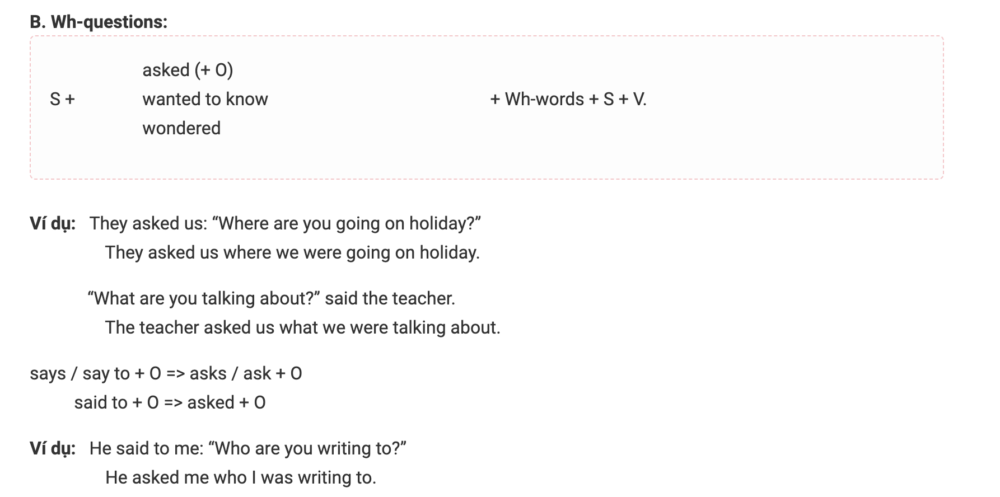 B. Wh-questions:
asked (+ O)
S + wanted to know + Wh-words + S + V.
wondered
Ví dụ: They asked us: “Where are you going on holiday?”
They asked us where we were going on holiday.
“What are you talking about?” said the teacher.
The teacher asked us what we were talking about.
says / say to + O => asks / ask + O
said to + O => asked + O
Ví dụ: He said to me: “Who are you writing to?”
He asked me who I was writing to.